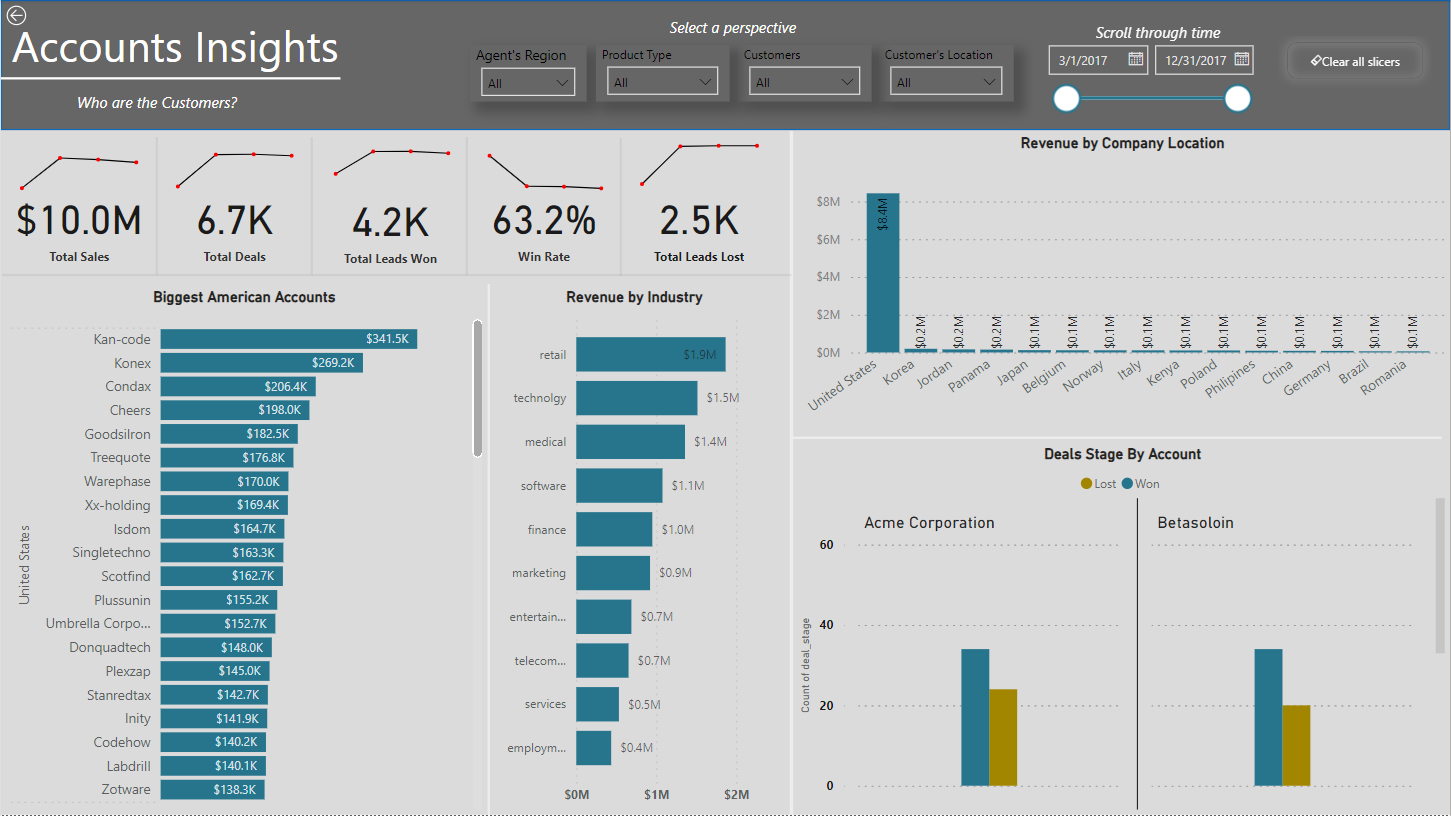 Accounts Insights
Who are the Customers?
Select a perspective
Agent's Region
All
Product Type
All
Customers
All
Customer's Location
All
Scroll through time
3/1/2017
12/31/2017
Clear all slicers
$10.0M
Total Sales
6.7K
Total Deals
4.2K
Total Leads Won
63.2%
Win Rate
2.5K
Total Leads Lost
Biggest American Accounts
United States
Kan-code $341.5K
Konex $269.2K
Condax $206.4K
Cheers $198.0K
Goodsilron $182.5K
Treequote $176.8K
Warephase $170.0K
Xx-holding $169.4K
Isdom $164.7K
Singletechno $163.3K
Scotfind $162.7K
Plussunin $155.2K
Umbrella Corpo... $152.7K
Donquadtech $148.0K
Plexzap $145.0K
Stanredtax $142.7K
Inity $141.9K
Codehow $140.2K
Labdrill $140.1K
Zotware $138.3K
Revenue by Industry
retail $1.9M
technolgy $1.5M
medical $1.4M
software $1.1M
finance $1.0M
marketing $0.9M
entertain... $0.7M
telecom... $0.7M
services $0.5M
employm... $0.4M
$0M $1M $2M
Revenue by Company Location
$8M
$6M
$4M
$2M
$0M
$8.4M $0.2M $0.2M $0.2M $0.1M $0.1M $0.1M $0.1M $0.1M $0.1M $0.1M $0.1M $0.1M $0.1M $0.1M
United States Korea Jordan Panama Japan Belgium Norway Italy Kenya Poland Philipines China Germany Brazil Romania
Deals Stage By Account
Lost Won
Acme Corporation Betasoloin
Count of deal_stage
60
40
20
0